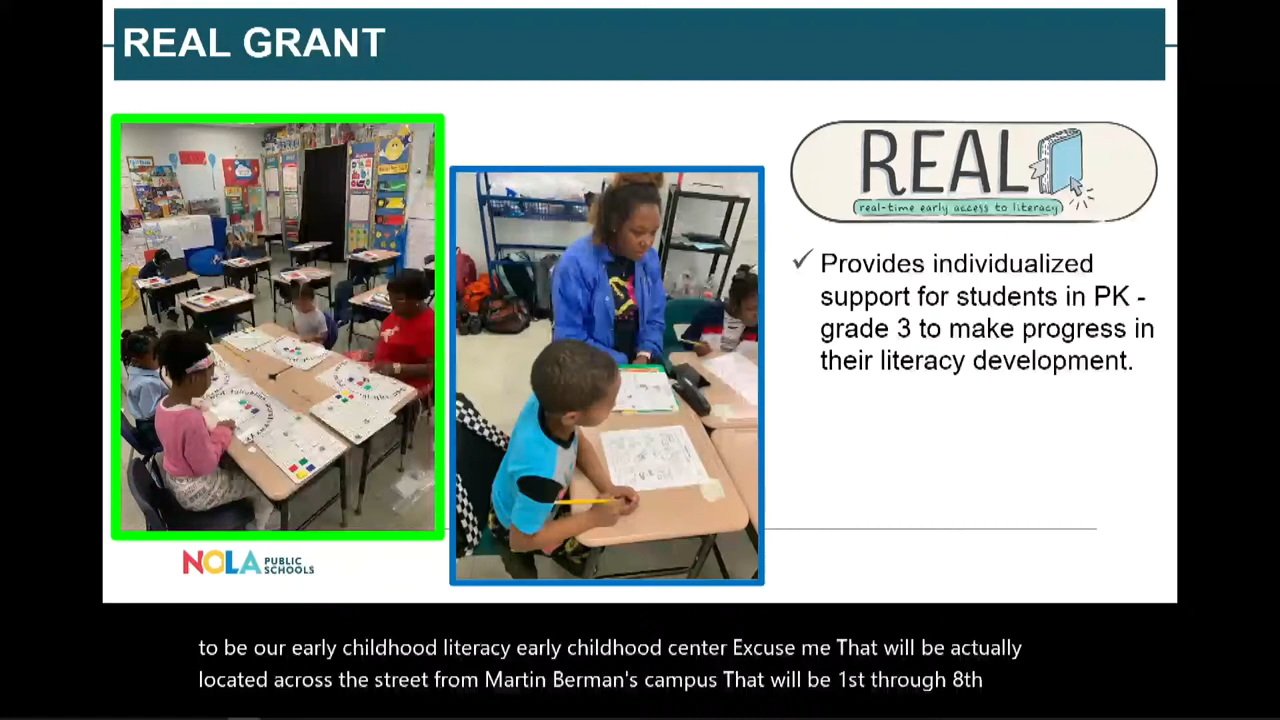 REAL GRANT
REAL
real-time early access to literacy
✓ Provides individualized
support for students in PK -
grade 3 to make progress in
their literacy development.
NOLA PUBLIC
SCHOOLS
to be our early childhood literacy early childhood center Excuse me That will be actually
located across the street from Martin Berman's campus That will be 1st through 8th